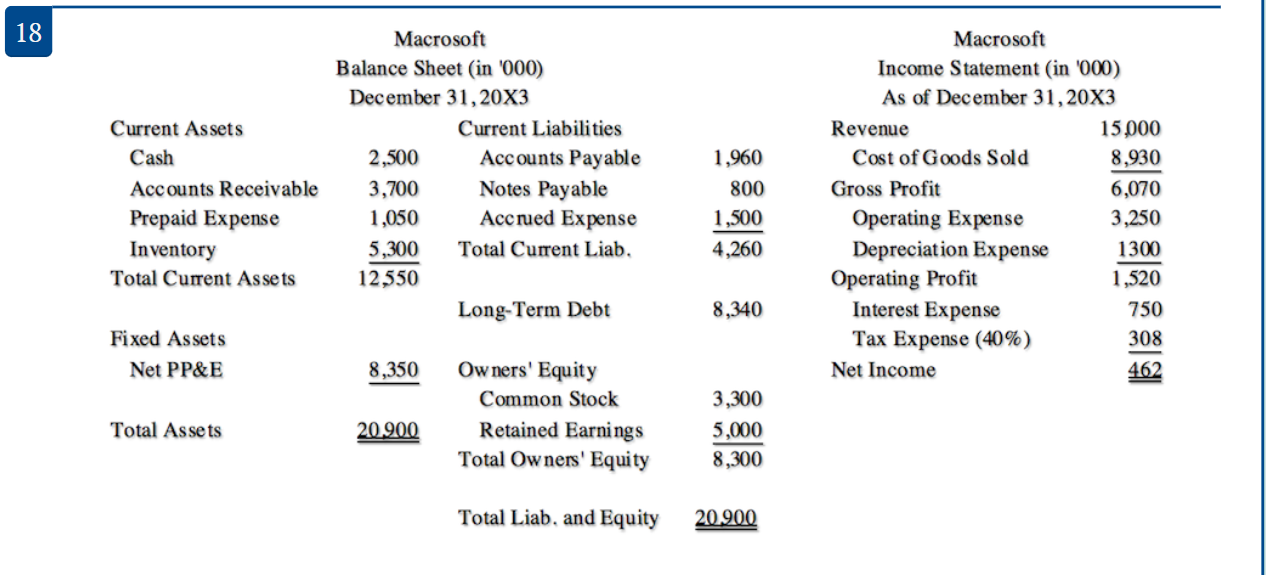 18
Macrosoft Macrosoft
Balance Sheet (in '000) Income Statement (in '000)
December 31, 20X3 As of December 31, 20X3
Current Assets Current Liabilities Revenue 15,000
Cash 2,500 Accounts Payable 1,960 Cost of Goods Sold 8,930
Accounts Receivable 3,700 Notes Payable 800 Gross Profit 6,070
Prepaid Expense 1,050 Accrued Expense 1,500 Operating Expense 3,250
Inventory 5,300 Total Current Liab. 4,260 Depreciation Expense 1300
Total Current Assets 12,550 Operating Profit 1,520
Long-Term Debt 8,340 Interest Expense 750
Fixed Assets Tax Expense (40%) 308
Net PP&E 8,350 Owners' Equity Net Income 462
Common Stock 3,300
Total Assets 20,900 Retained Earnings 5,000
Total Owners' Equity 8,300
Total Liab. and Equity 20,900